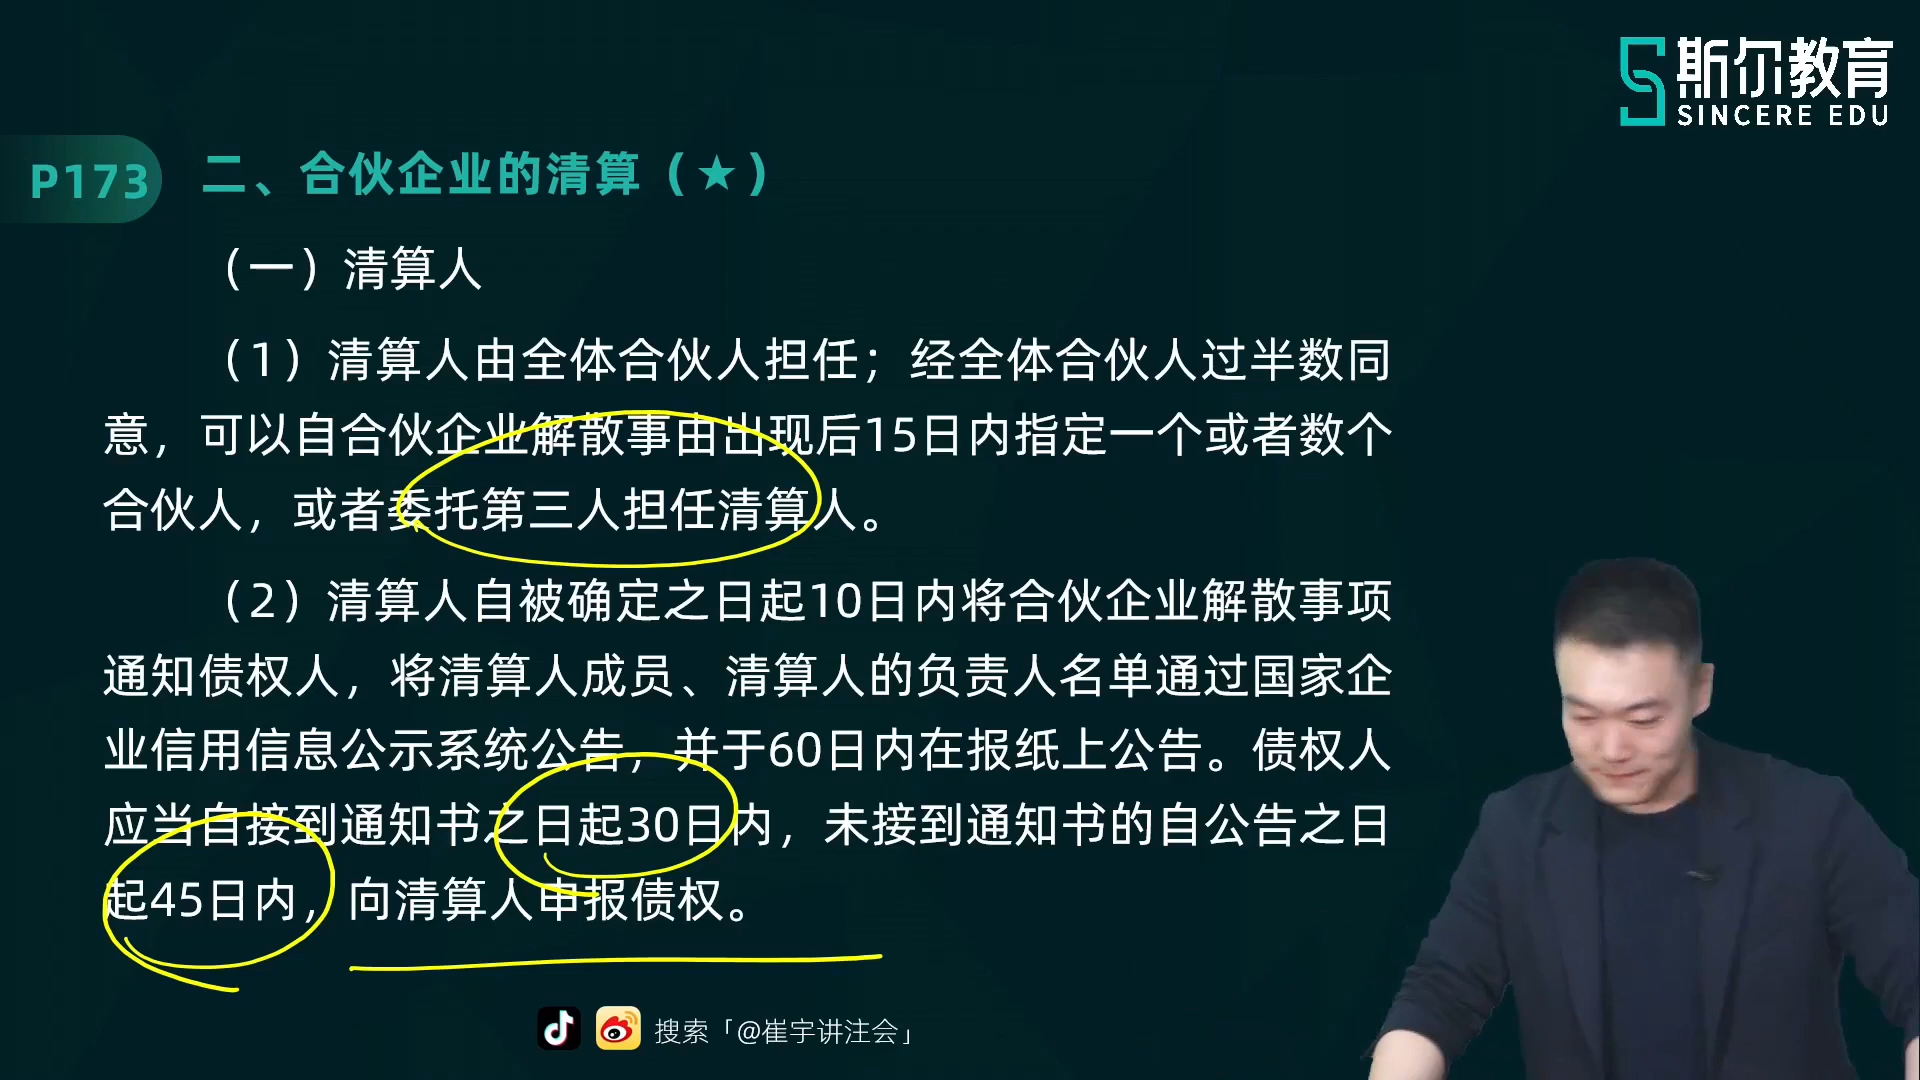 斯尔教育
SINCERE EDU
P173
二、合伙企业的清算（★）
（一）清算人
（1）清算人由全体合伙人担任；经全体合伙人过半数同
意，可以自合伙企业解散事由出现后15日内指定一个或者数个
合伙人，或者委托第三人担任清算人。
（2）清算人自被确定之日起10日内将合伙企业解散事项
通知债权人，将清算人成员、清算人的负责人名单通过国家企
业信用信息公示系统公告，并于60日内在报纸上公告。债权人
应当自接到通知书之日起30日内，未接到通知书的自公告之日
起45日内，向清算人申报债权。
搜索「@崔宇讲注会」